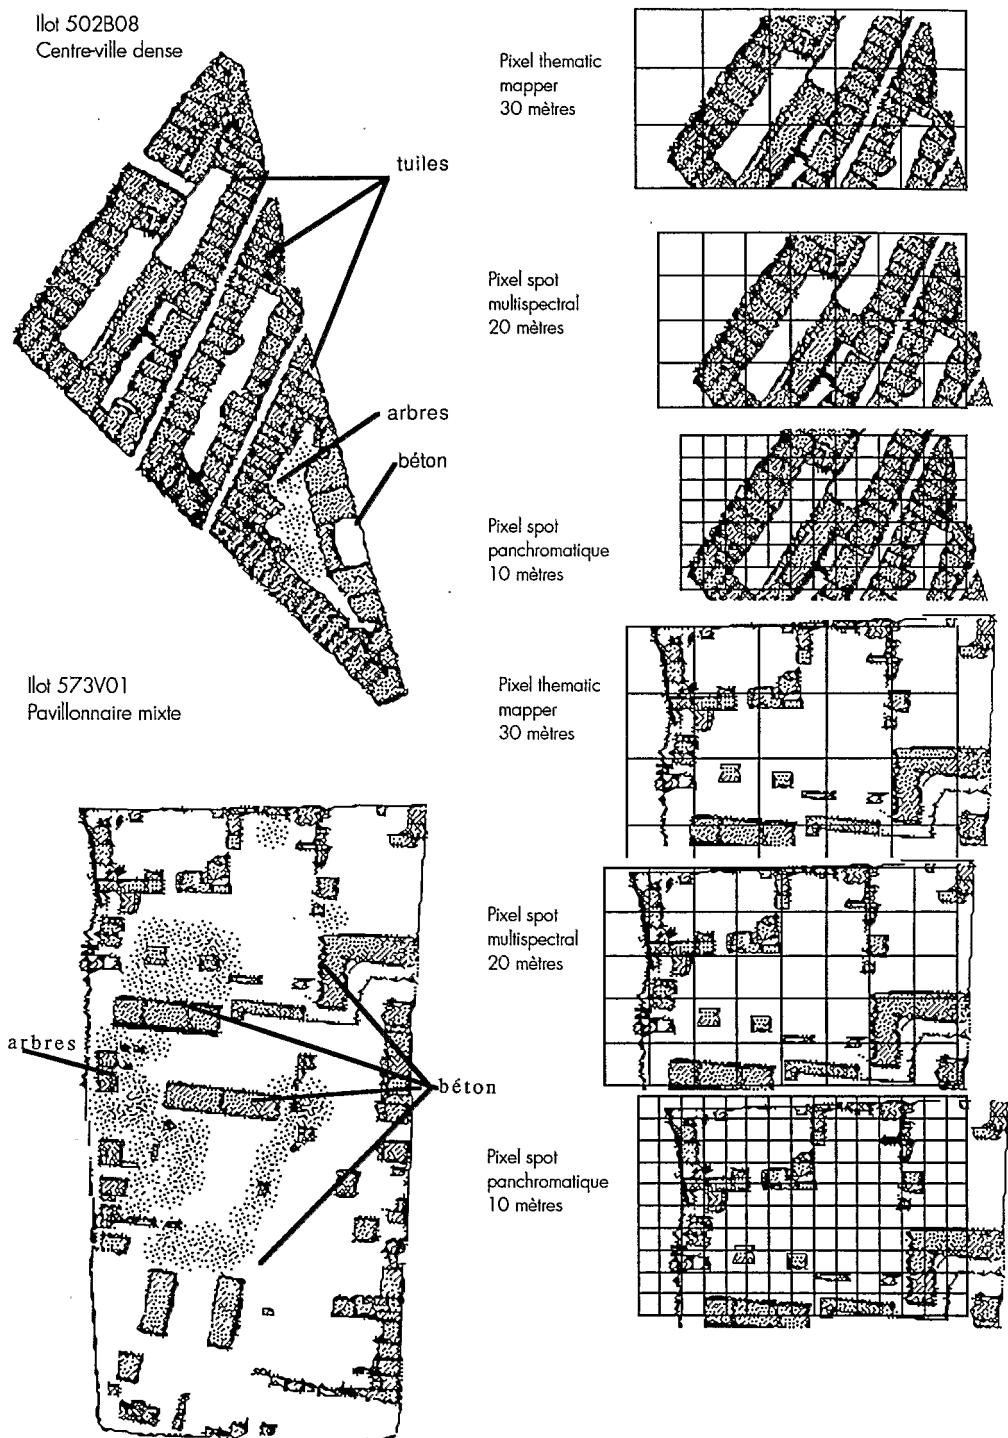 Ilot 502B08
Centre-ville dense
tuiles
arbres
béton
Pixel thematic
mapper
30 mètres
Pixel spot
multispectral
20 mètres
Pixel spot
panchromatique
10 mètres
Ilot 573V01
Pavillonnaire mixte
arbres
béton
Pixel thematic
mapper
30 mètres
Pixel spot
multispectral
20 mètres
Pixel spot
panchromatique
10 mètres